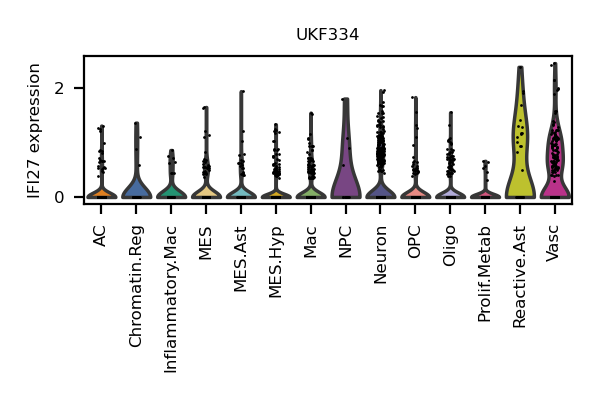 UKF334
IFI27 expression
2
0
AC
Chromatin.Reg
Inflammatory.Mac
MES
MES.Ast
MES.Hyp
Mac
NPC
Neuron
OPC
Oligo
Prolif.Metab
Reactive.Ast
Vasc